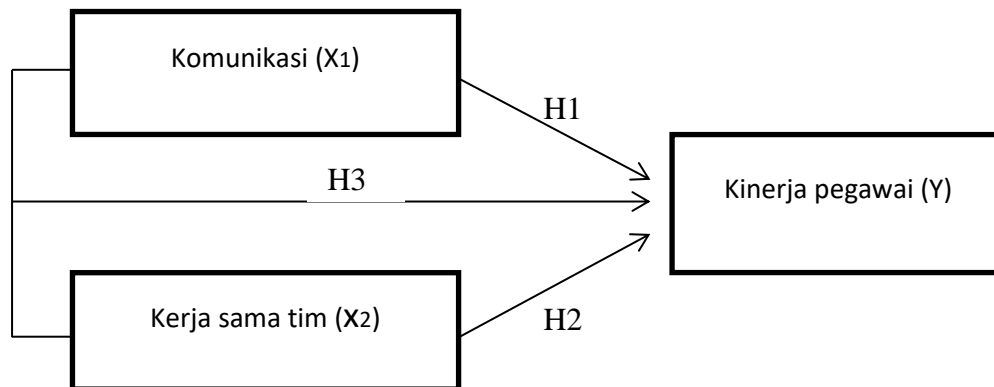 Komunikasi (X1)
H1
H3
Kinerja pegawai (Y)
Kerja sama tim (X2)
H2